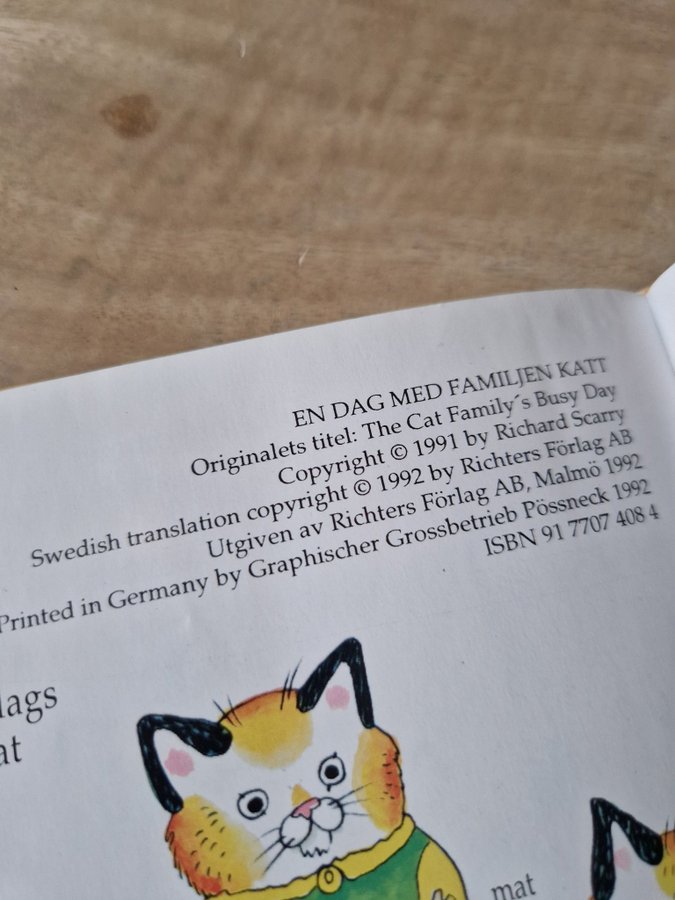 EN DAG MED FAMILJEN KATT
Originalets titel: The Cat Family´s Busy Day
Copyright © 1991 by Richard Scarry
Swedish translation copyright © 1992 by Richters Förlag AB
Utgiven av Richters Förlag AB, Malmö 1992
Printed in Germany by Graphischer Grossbetrieb Pössneck 1992
ISBN 91 7707 408 4
mat